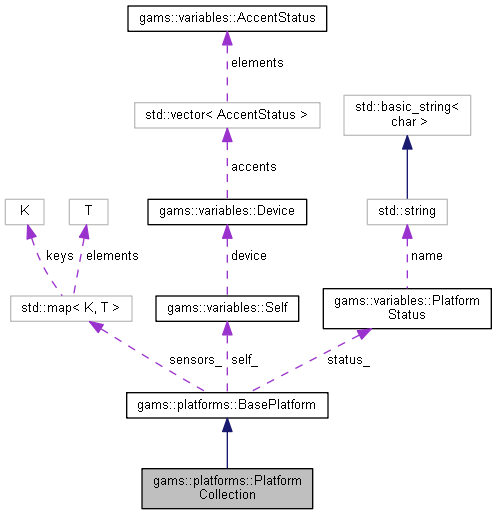 gams::variables::AccentStatus
elements
std::vector< AccentStatus >
std::basic_string<
char >
accents
K
T
gams::variables::Device
std::string
keys
elements
device
name
std::map< K, T >
gams::variables::Self
gams::variables::Platform
Status
sensors_
self_
status_
gams::platforms::BasePlatform
gams::platforms::Platform
Collection